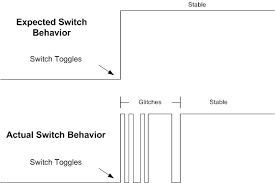 Stable
Expected Switch
Behavior
Switch Toggles
Glitches
Stable
Actual Switch Behavior
Switch Toggles